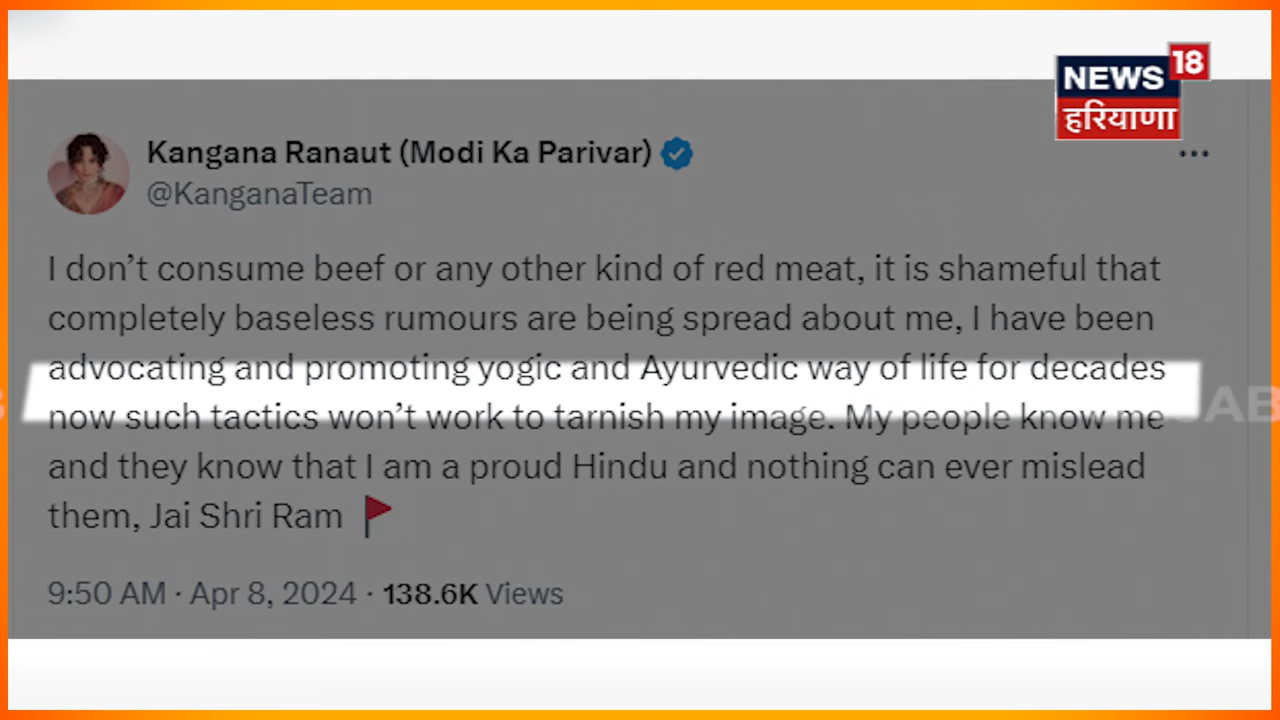 NEWS 18
हरियाणा
Kangana Ranaut (Modi Ka Parivar)
@KanganaTeam
I don’t consume beef or any other kind of red meat, it is shameful that
completely baseless rumours are being spread about me, I have been
advocating and promoting yogic and Ayurvedic way of life for decades
now such tactics won’t work to tarnish my image. My people know me
and they know that I am a proud Hindu and nothing can ever mislead
them, Jai Shri Ram
9:50 AM · Apr 8, 2024 · 138.6K Views